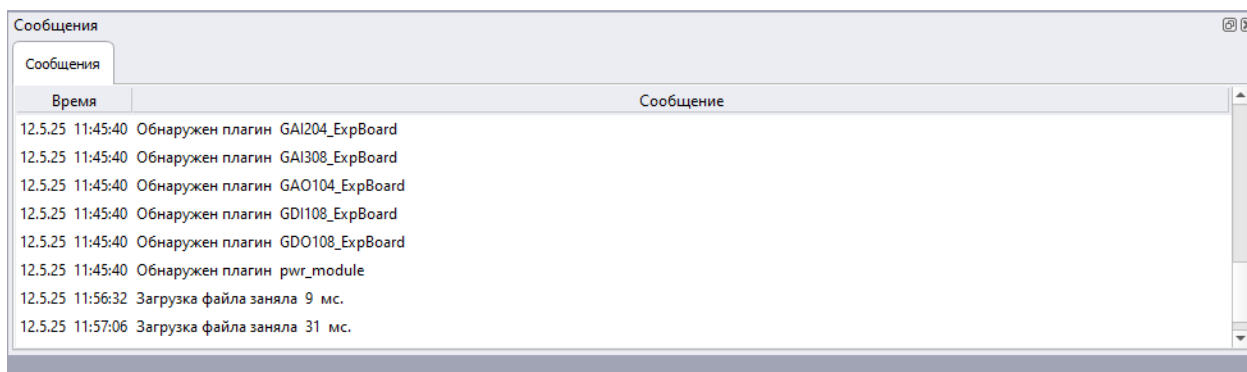 Сообщения
Сообщения
Время Сообщение
12.5.25 11:45:40 Обнаружен плагин GAI204_ExpBoard
12.5.25 11:45:40 Обнаружен плагин GAI308_ExpBoard
12.5.25 11:45:40 Обнаружен плагин GAO104_ExpBoard
12.5.25 11:45:40 Обнаружен плагин GDI108_ExpBoard
12.5.25 11:45:40 Обнаружен плагин GDO108_ExpBoard
12.5.25 11:45:40 Обнаружен плагин pwr_module
12.5.25 11:56:32 Загрузка файла заняла 9 мс.
12.5.25 11:57:06 Загрузка файла заняла 31 мс.